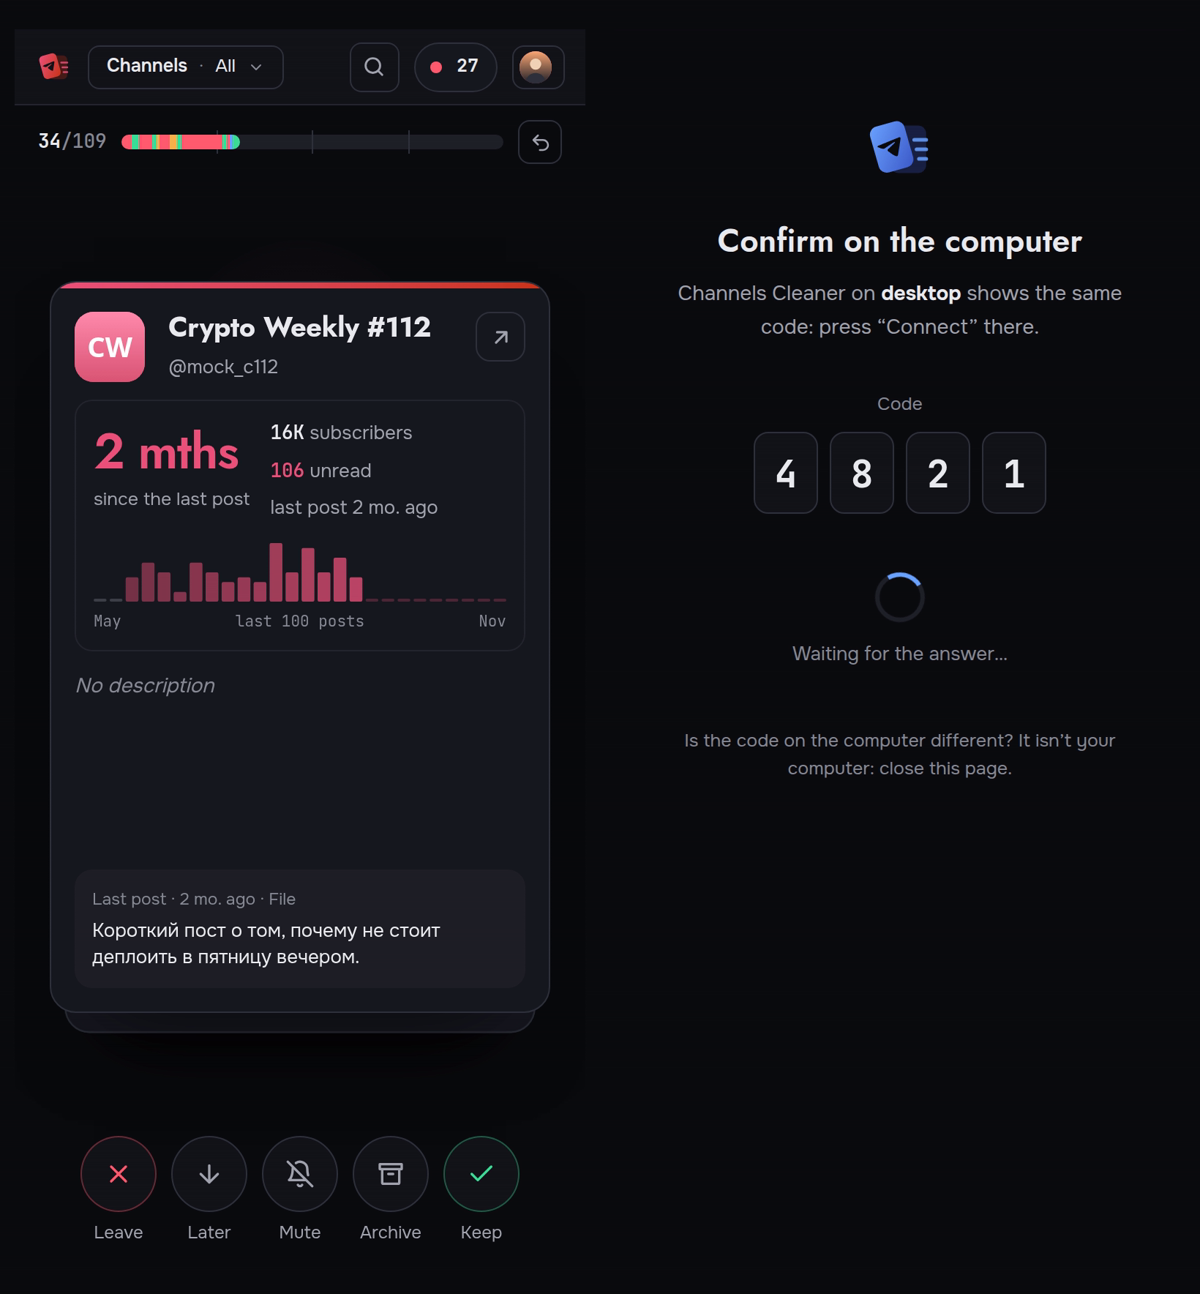 Channels · All
27
34/109
CW
Crypto Weekly #112
@mock_c112
2 mths
since the last post
16K subscribers
106 unread
last post 2 mo. ago
May
last 100 posts
Nov
No description
Last post · 2 mo. ago · File
Короткий пост о том, почему не стоит
деплоить в пятницу вечером.
Leave
Later
Mute
Archive
Keep
Confirm on the computer
Channels Cleaner on desktop shows the same
code: press “Connect” there.
Code
4 8 2 1
Waiting for the answer…
Is the code on the computer different? It isn’t your
computer: close this page.